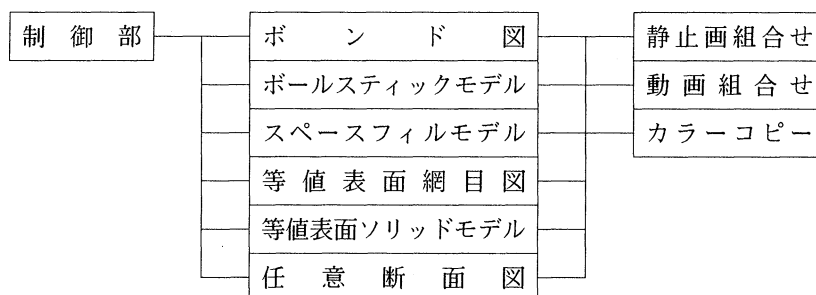 制御部
ボンド図
ボールスティックモデル
スペースフィルモデル
等値表面網目図
等値表面ソリッドモデル
任意断面図
静止画組合せ
動画組合せ
カラーコピー